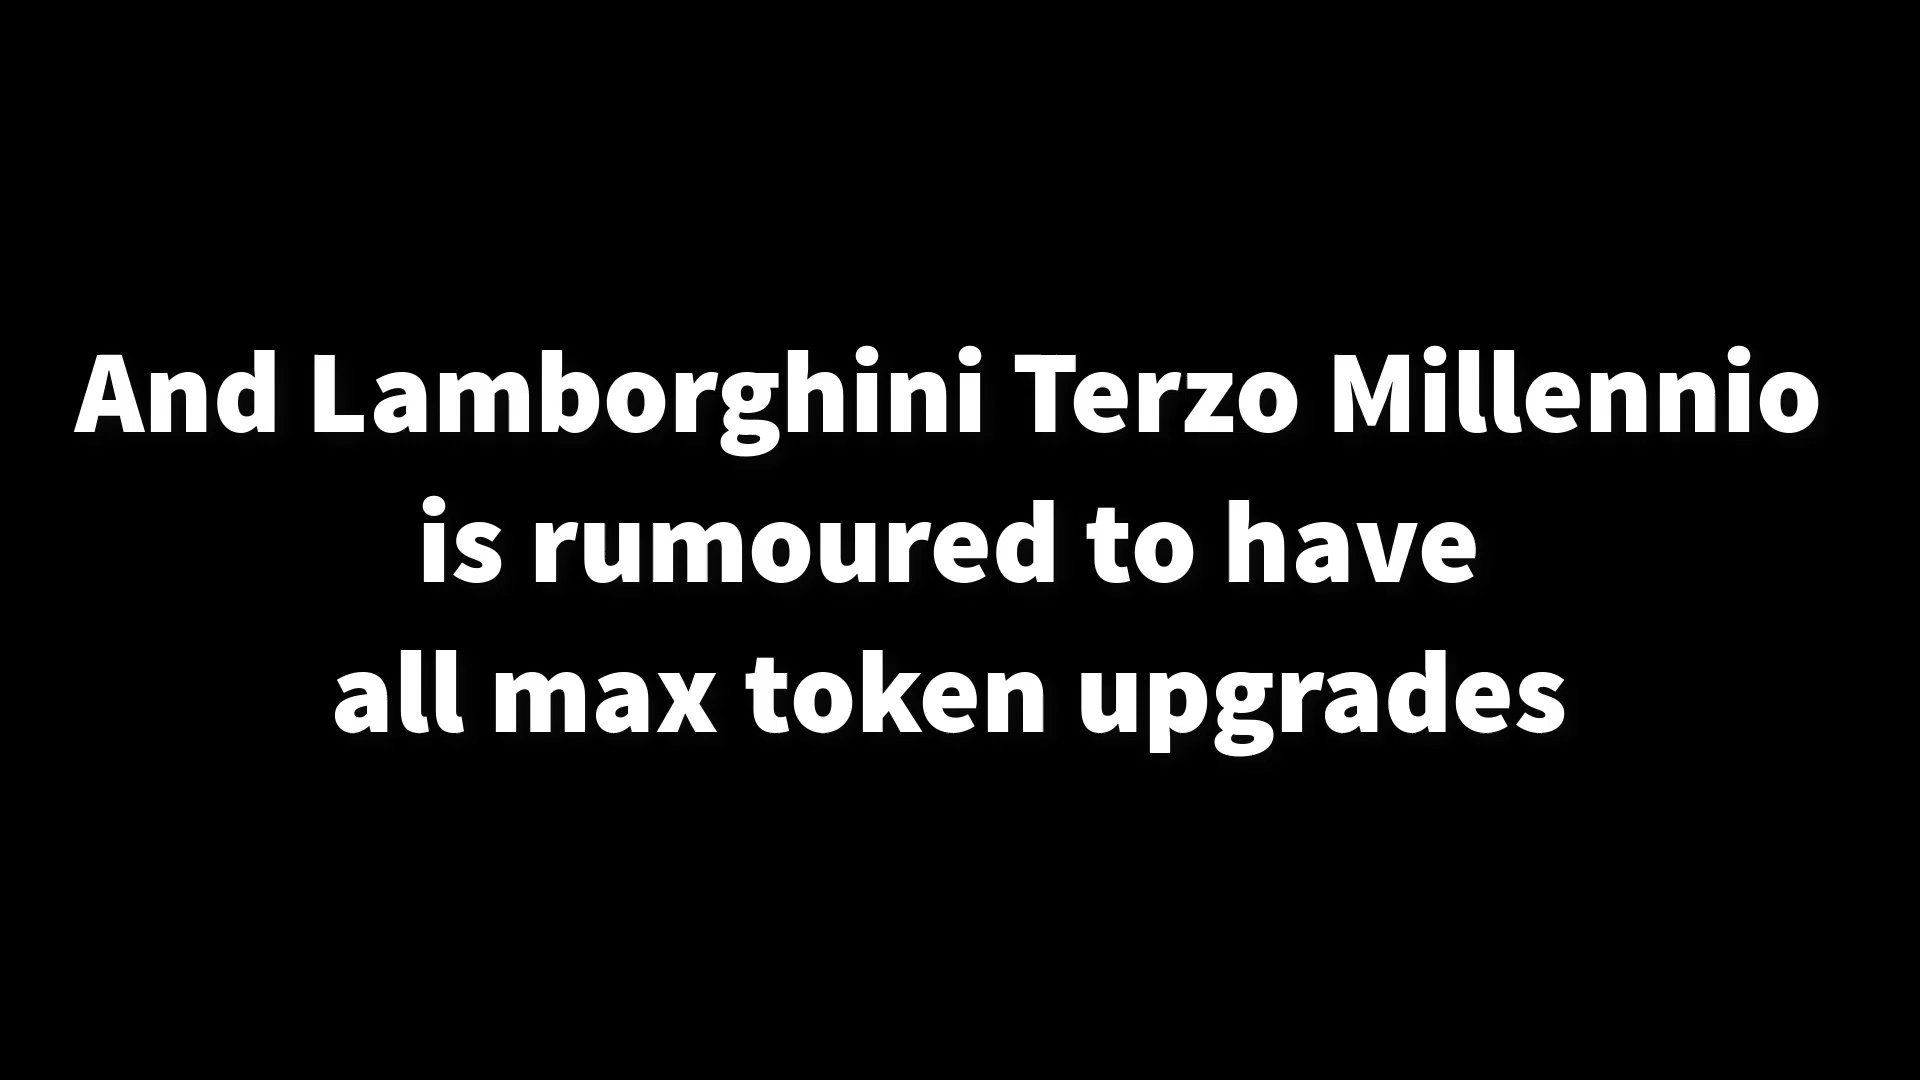 And Lamborghini Terzo Millennio
is rumoured to have
all max token upgrades